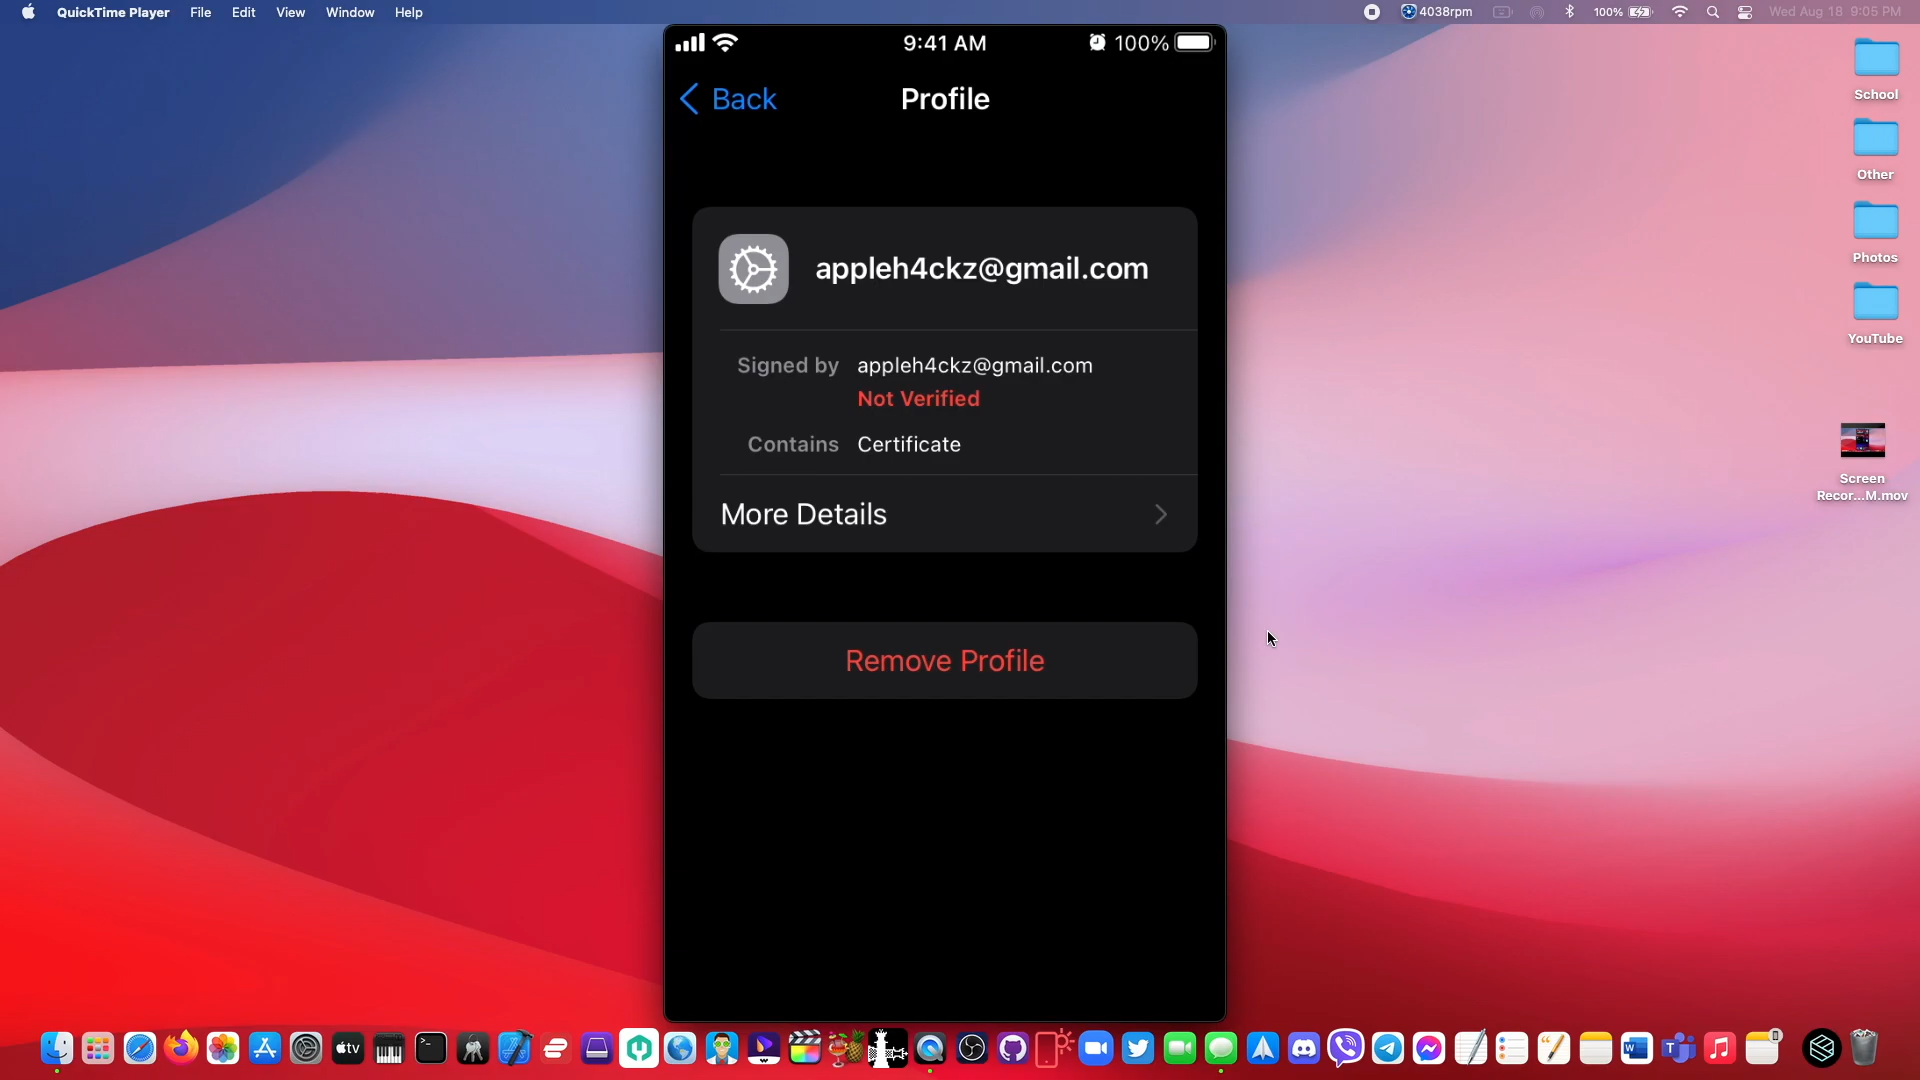 QuickTime Player File Edit View Window Help
4038rpm 100% Wed Aug 18 9:05 PM
9:41 AM 100%
Back Profile
appleh4ckz@gmail.com
Signed by appleh4ckz@gmail.com
Not Verified
Contains Certificate
More Details
Remove Profile
School
Other
Photos
YouTube
Screen
Recor...M.mov
tv